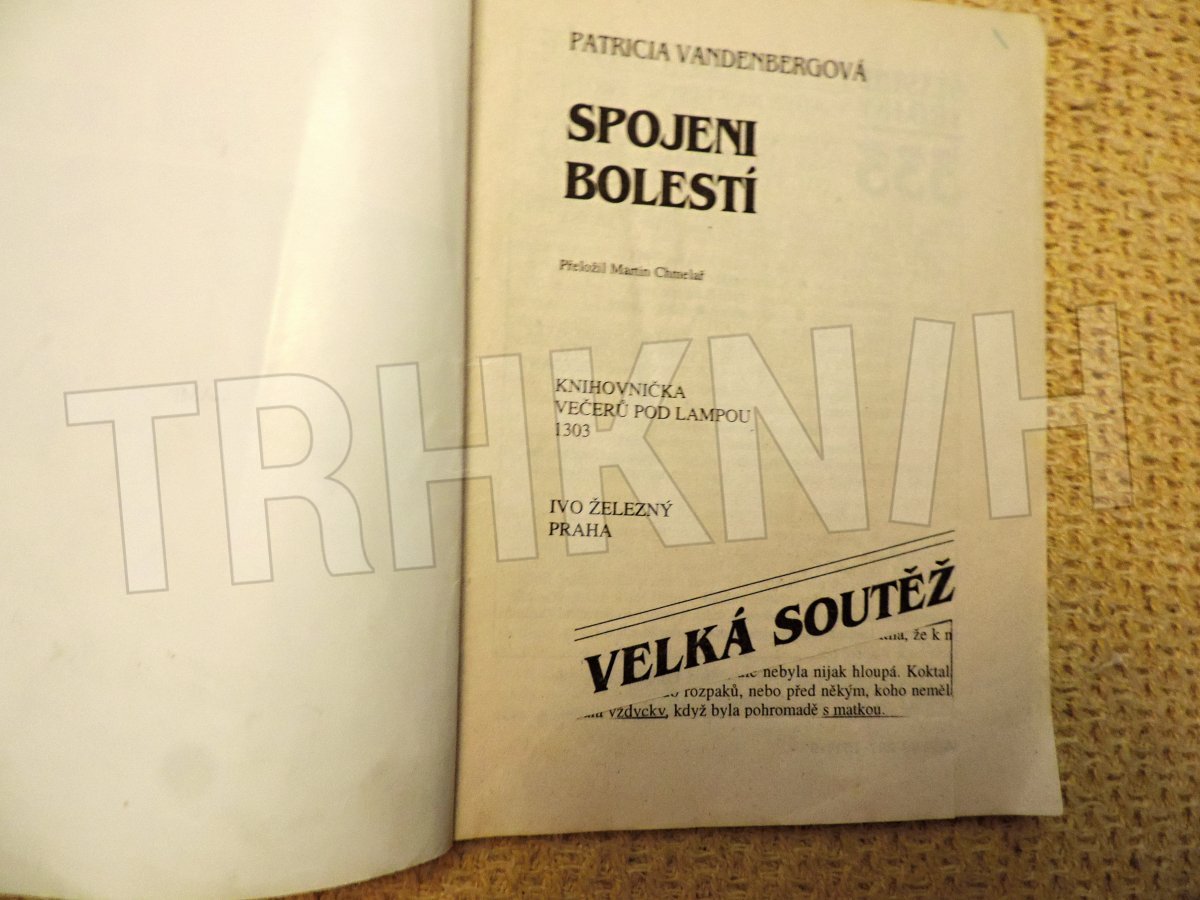 PATRICIA VANDENBERGOVÁ
SPOJENI
BOLESTÍ
Přeložil Martin Chmelař
KNIHOVNIČKA
VEČERŮ POD LAMPOU
1303
IVO ŽELEZNÝ
PRAHA
VELKÁ SOUTĚŽ
že k n
nebyla nijak hloupá. Koktal
rozpaků, nebo před někým, koho neměl
vždycky, když byla pohromadě s matkou.
TRHKNIH